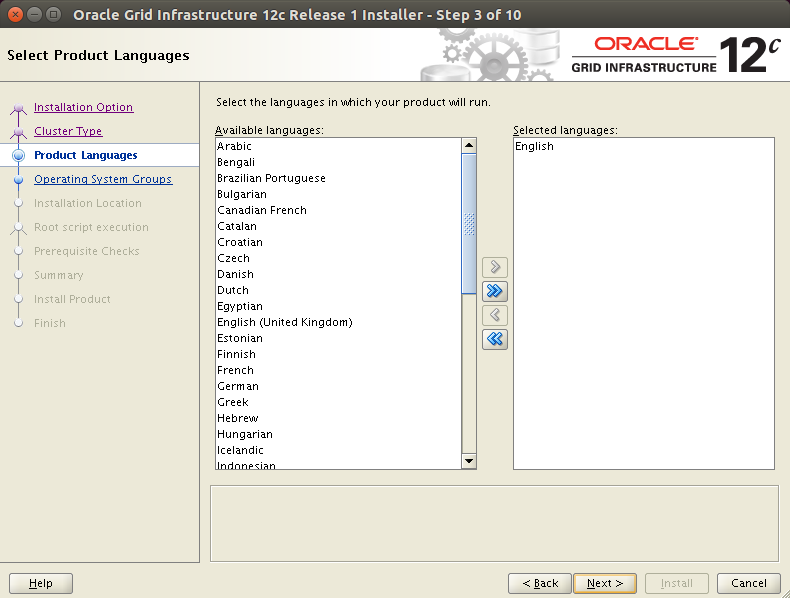 Oracle Grid Infrastructure 12c Release 1 Installer - Step 3 of 10
Select Product Languages
ORACLE
GRID INFRASTRUCTURE
12c
Installation Option
Cluster Type
Product Languages
Operating System Groups
Installation Location
Root script execution
Prerequisite Checks
Summary
Install Product
Finish
Select the languages in which your product will run.
Available languages:
Arabic
Bengali
Brazilian Portuguese
Bulgarian
Canadian French
Catalan
Croatian
Czech
Danish
Dutch
Egyptian
English (United Kingdom)
Estonian
Finnish
French
German
Greek
Hebrew
Hungarian
Icelandic
Indonesian
Selected languages:
English
Help
< Back
Next >
Install
Cancel